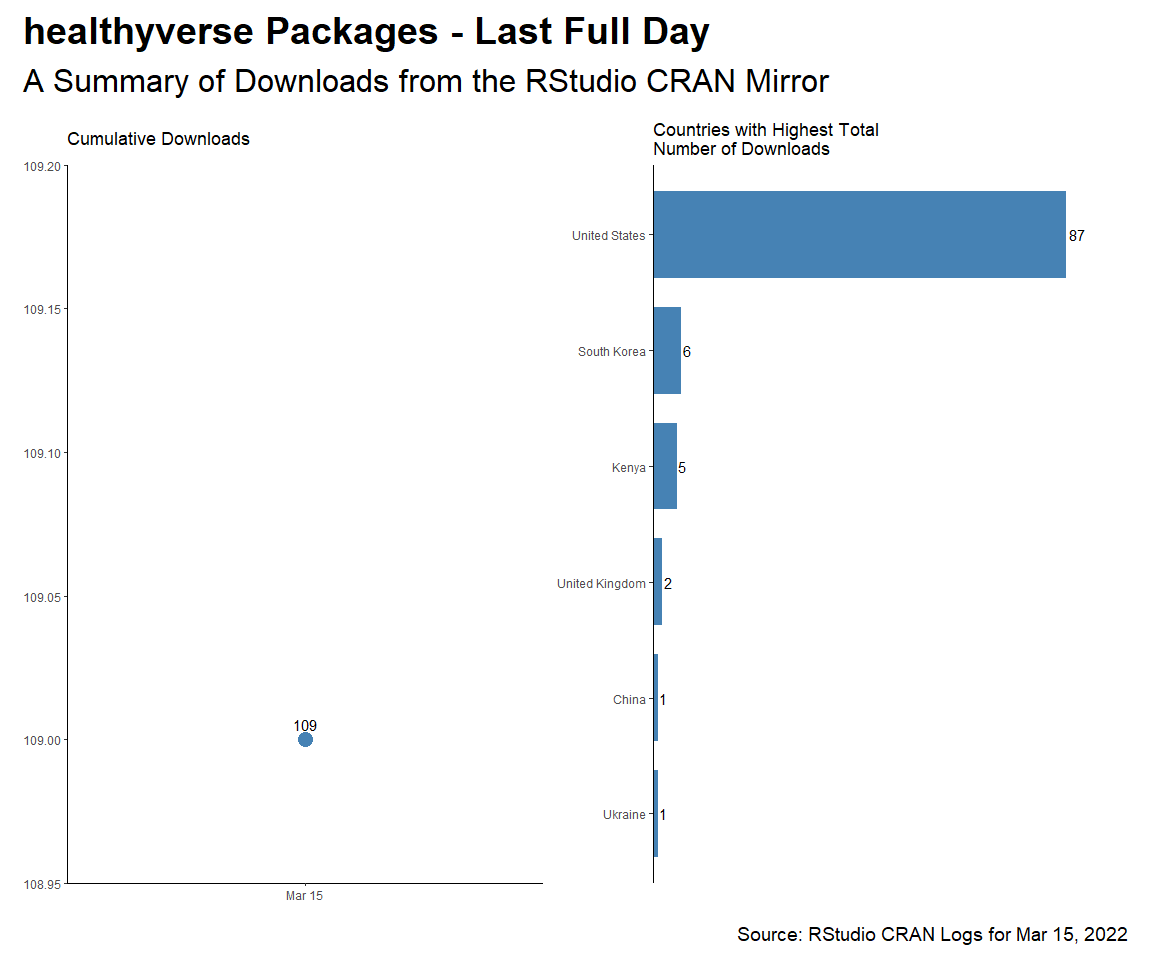 healthyverse Packages - Last Full Day
A Summary of Downloads from the RStudio CRAN Mirror
Cumulative Downloads
109.20
109.15
109.10
109.05
109.00
108.95
109
Mar 15
Countries with Highest Total
Number of Downloads
United States 87
South Korea 6
Kenya 5
United Kingdom 2
China 1
Ukraine 1
Source: RStudio CRAN Logs for Mar 15, 2022